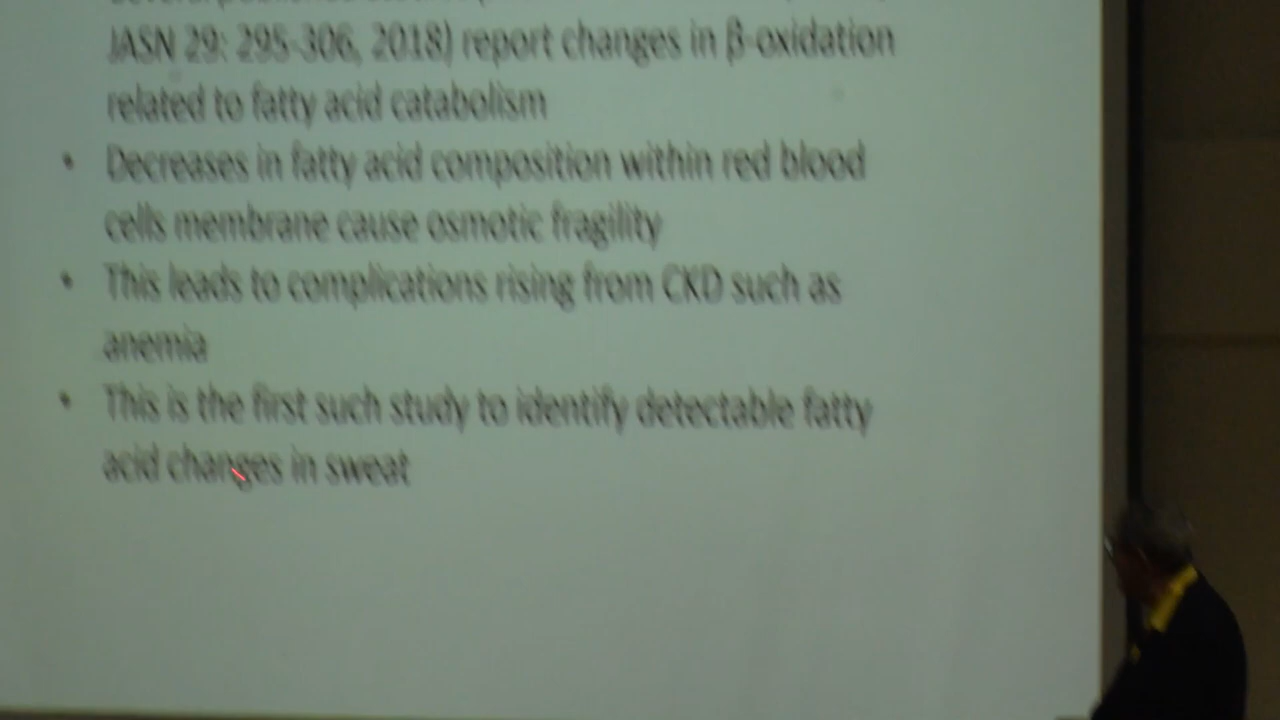 JASN 29: 295-306, 2018) report changes in β-oxidation
related to fatty acid catabolism
• Decreases in fatty acid composition within red blood
cells membrane cause osmotic fragility
• This leads to complications rising from CKD such as
anemia
• This is the first such study to identify detectable fatty
acid changes in sweat